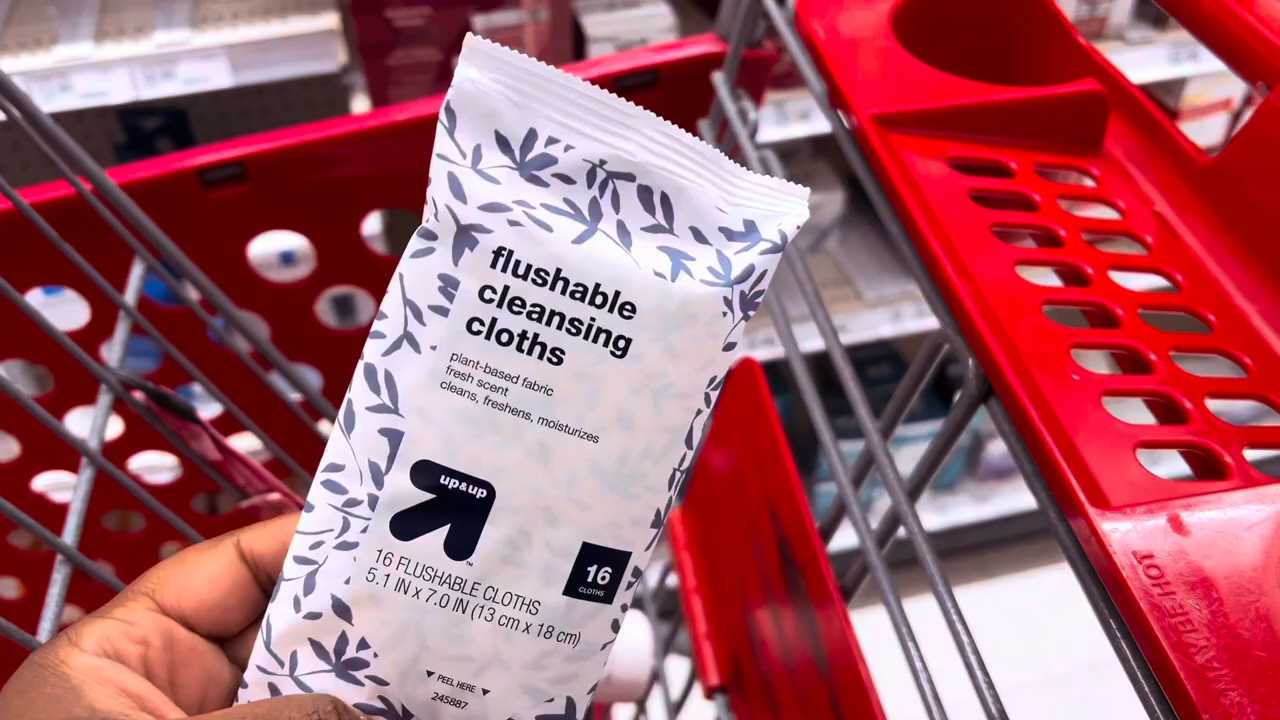 flushable
cleansing
cloths
plant-based fabric
fresh scent
cleans, freshens, moisturizes
up&up
™
16 FLUSHABLE CLOTHS
5.1 IN x 7.0 IN (13 cm x 18 cm)
16
CLOTHS
PEEL HERE
245887